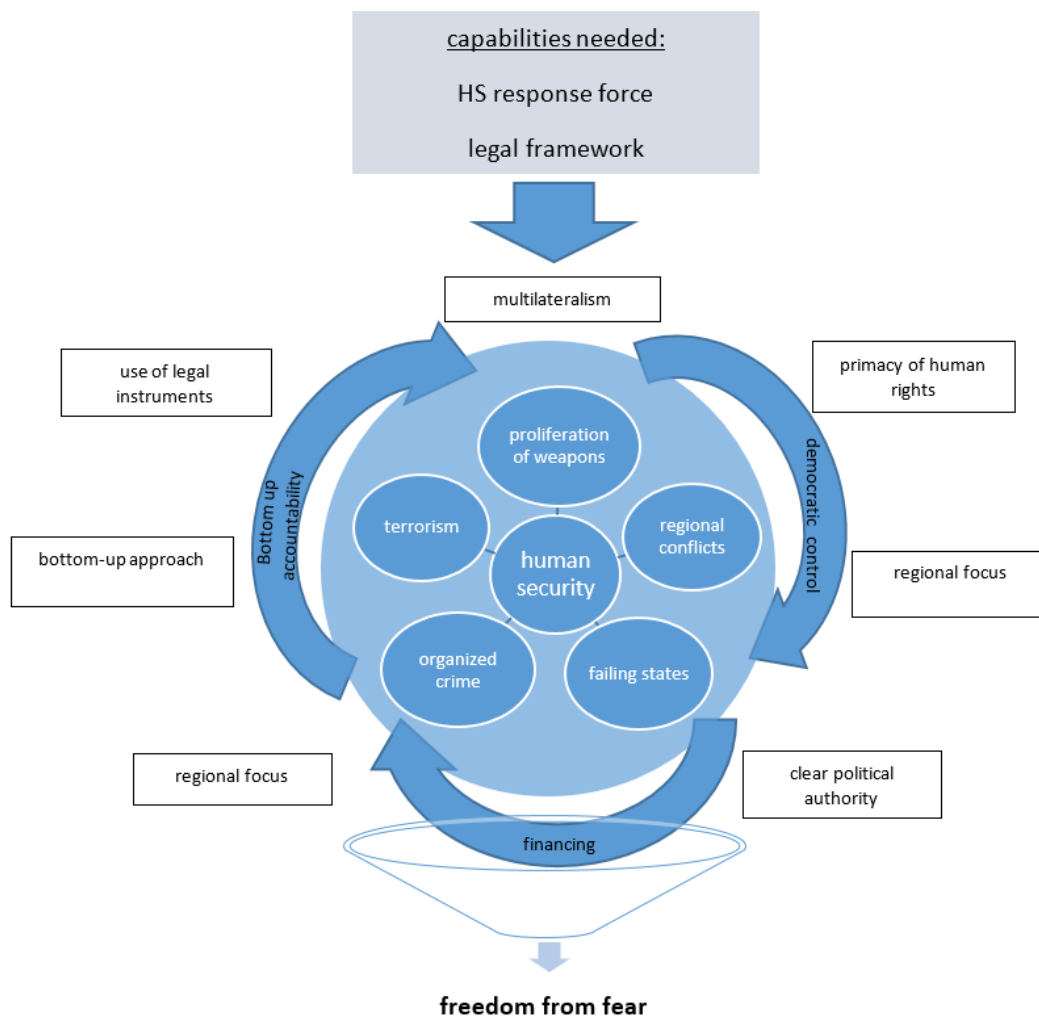 capabilities needed:
HS response force
legal framework
multilateralism
use of legal
instruments
primacy of human
rights
proliferation
of weapons
terrorism
regional
conflicts
human
security
organized
crime
failing states
Bottom up
accountability
democratic control
bottom-up approach
regional focus
regional focus
clear political
authority
financing
freedom from fear